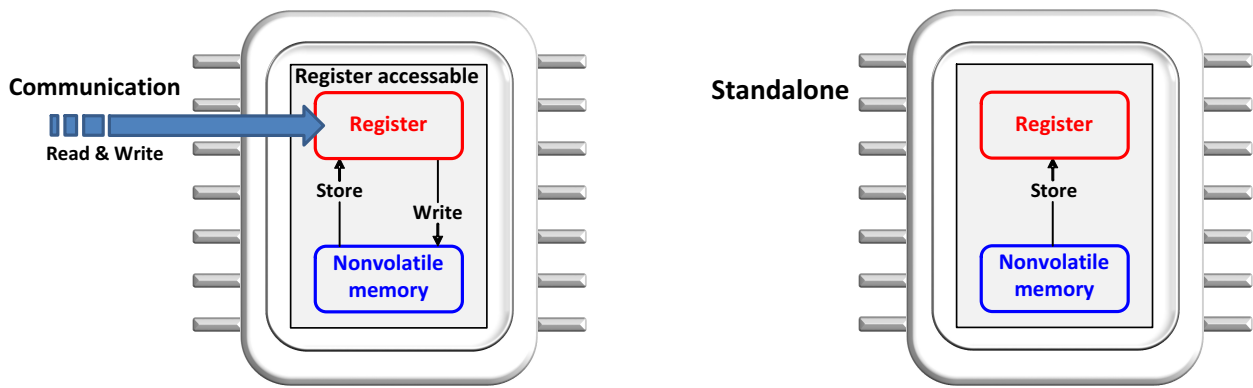 Communication
Read & Write
Register accessable
Register
Store
Write
Nonvolatile
memory
Standalone
Register
Store
Nonvolatile
memory